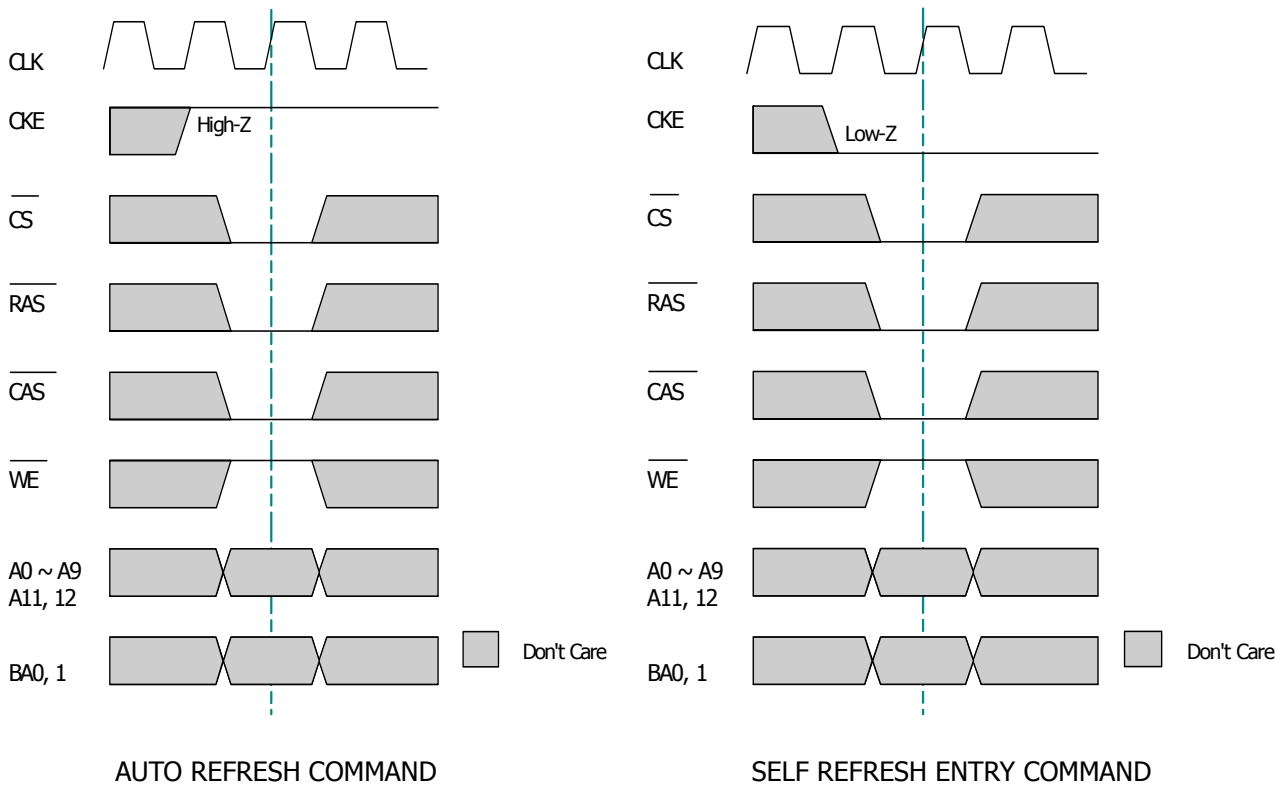 CLK
CKE
High-Z
CS
RAS
CAS
WE
A0 ~ A9
A11, 12
BA0, 1
Don't Care
AUTO REFRESH COMMAND
CLK
CKE
Low-Z
CS
RAS
CAS
WE
A0 ~ A9
A11, 12
BA0, 1
Don't Care
SELF REFRESH ENTRY COMMAND